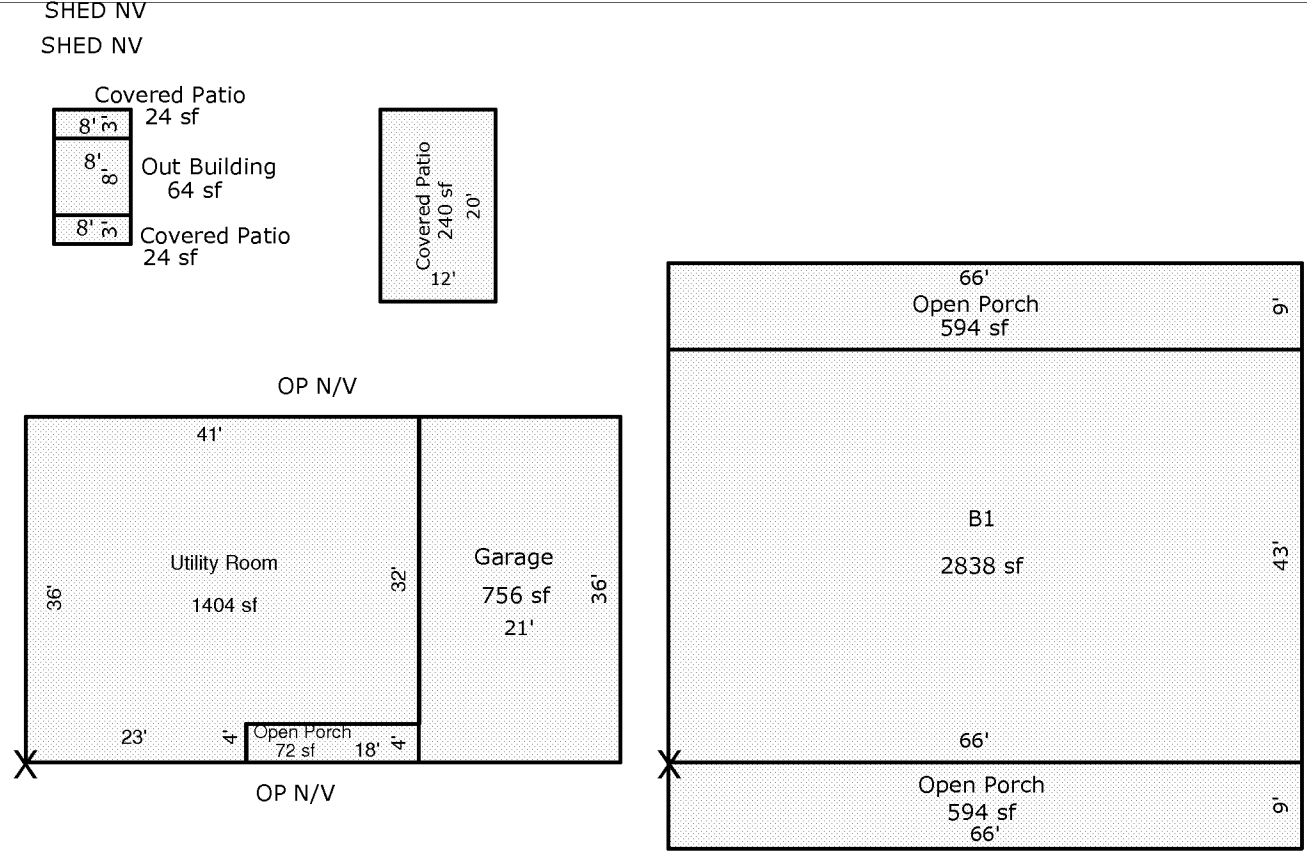 SHED NV
SHED NV
Covered Patio
24 sf
8' 3'
8'
8'
Out Building
64 sf
8' 3'
Covered Patio
24 sf
Covered Patio
240 sf
20'
12'
66'
Open Porch
594 sf
9'
OP N/V
41'
Utility Room
1404 sf
36'
32'
Garage
756 sf
21'
36'
B1
2838 sf
43'
23'
4'
Open Porch
72 sf
18'
4'
66'
X
X
OP N/V
Open Porch
594 sf
66'
9'